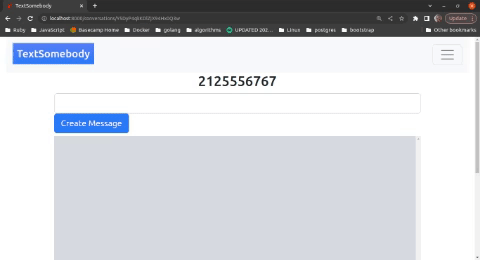 TextSomebody
localhost:3000/conversations/
Update
Ruby
JavaScript
Basecamp Home
Docker
golang
algorithms
UPDATED 202...
Linux
postgres
bootstrap
Other bookmarks
TextSomebody
2125556767
Create Message